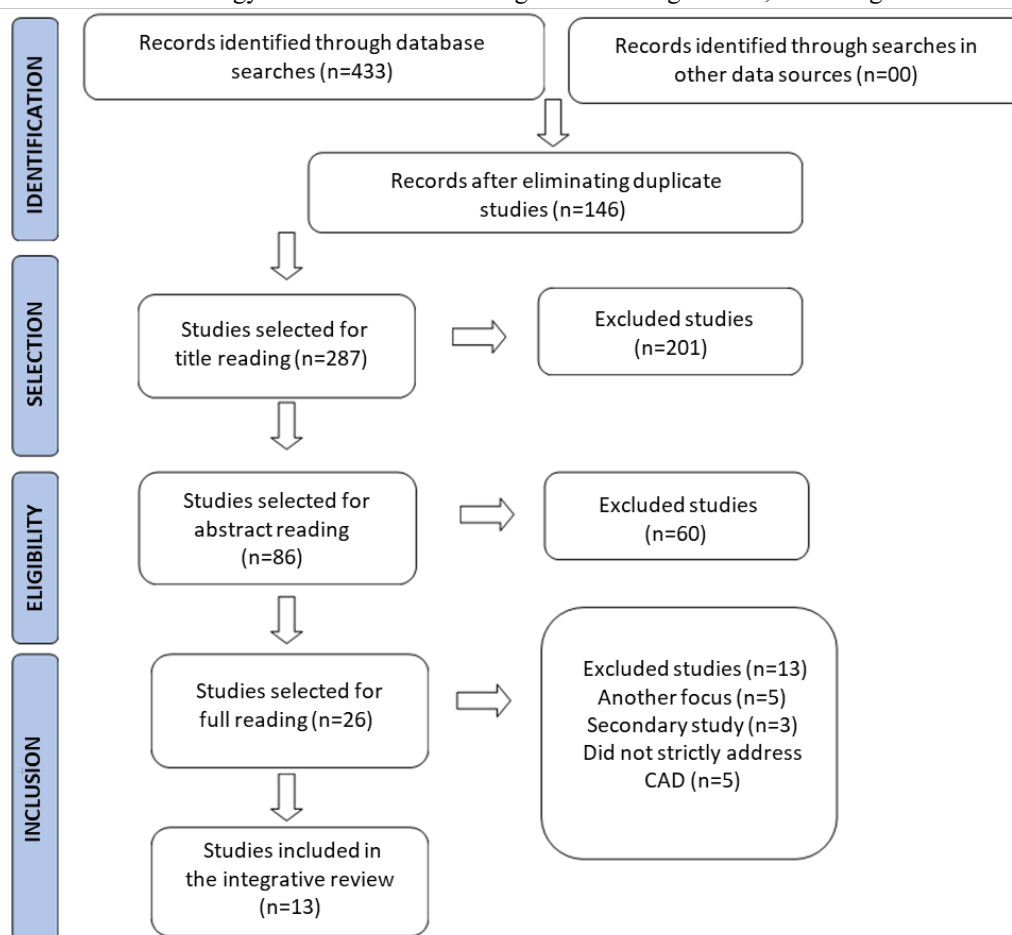 IDENTIFICATION
Records identified through database
searches (n=433)
Records identified through searches in
other data sources (n=00)
Records after eliminating duplicate
studies (n=146)
SELECTION
Studies selected for
title reading (n=287)
Excluded studies
(n=201)
ELIGIBILITY
Studies selected for
abstract reading
(n=86)
Excluded studies
(n=60)
INCLUSION
Studies selected for
full reading (n=26)
Excluded studies (n=13)
Another focus (n=5)
Secondary study (n=3)
Did not strictly address
CAD (n=5)
Studies included in
the integrative review
(n=13)